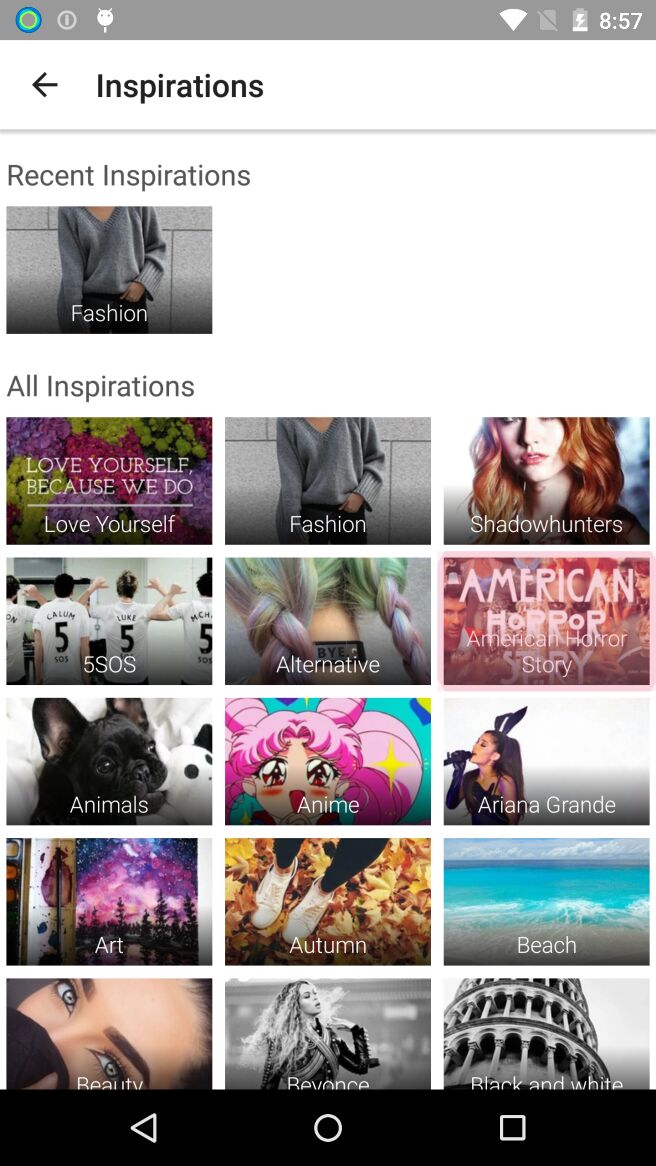 8:57
Inspirations
Recent Inspirations
Fashion
All Inspirations
LOVE YOURSELF,
BECAUSE WE DO
Love Yourself
Fashion
Shadowhunters
CALUM
5
SOS
LUKE
5
SOS
MCH
5
5SOS
BYE
Alternative
AMERICAN
HORROR
STORY
American Horror
Story
Animals
Anime
Ariana Grande
Art
Autumn
Beach
Beauty
Beyonce
Black and white